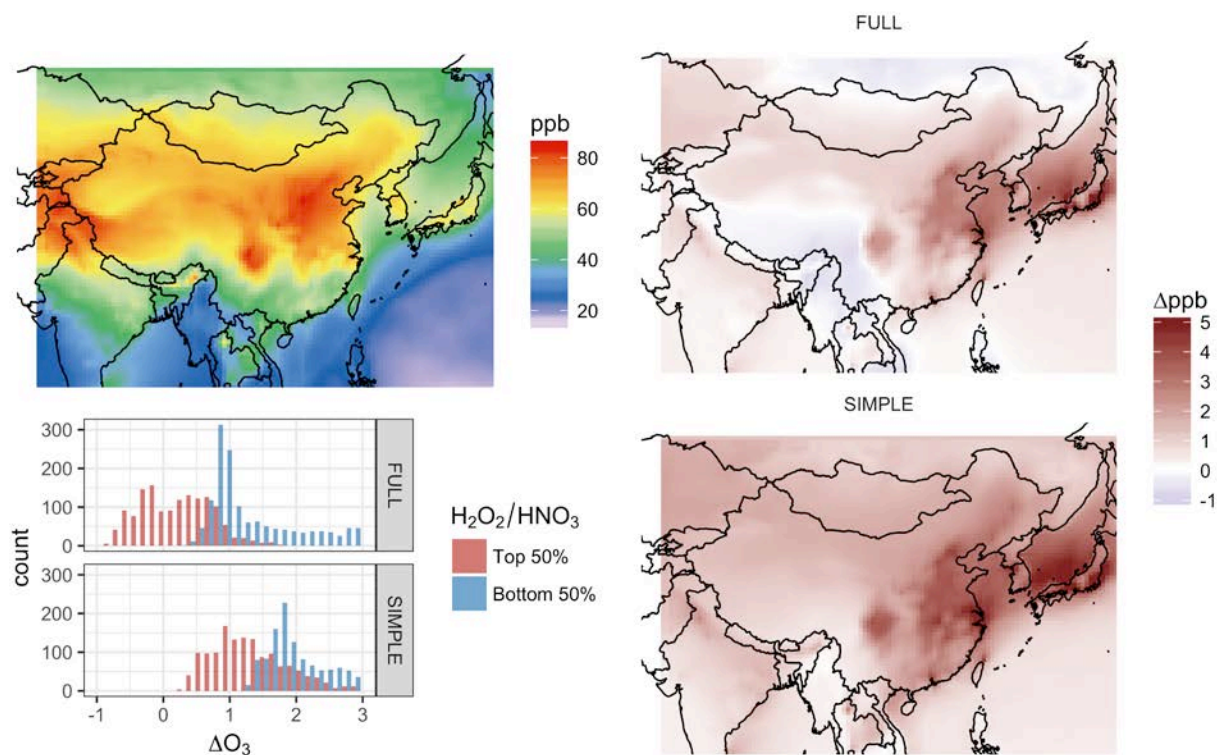 ppb
80
60
40
20
FULL
SIMPLE
Δppb
5
4
3
2
1
0
-1
300
200
100
0
FULL
300
200
100
0
SIMPLE
count
-1 0 1 2 3
ΔO₃
H₂O₂/HNO₃
Top 50%
Bottom 50%